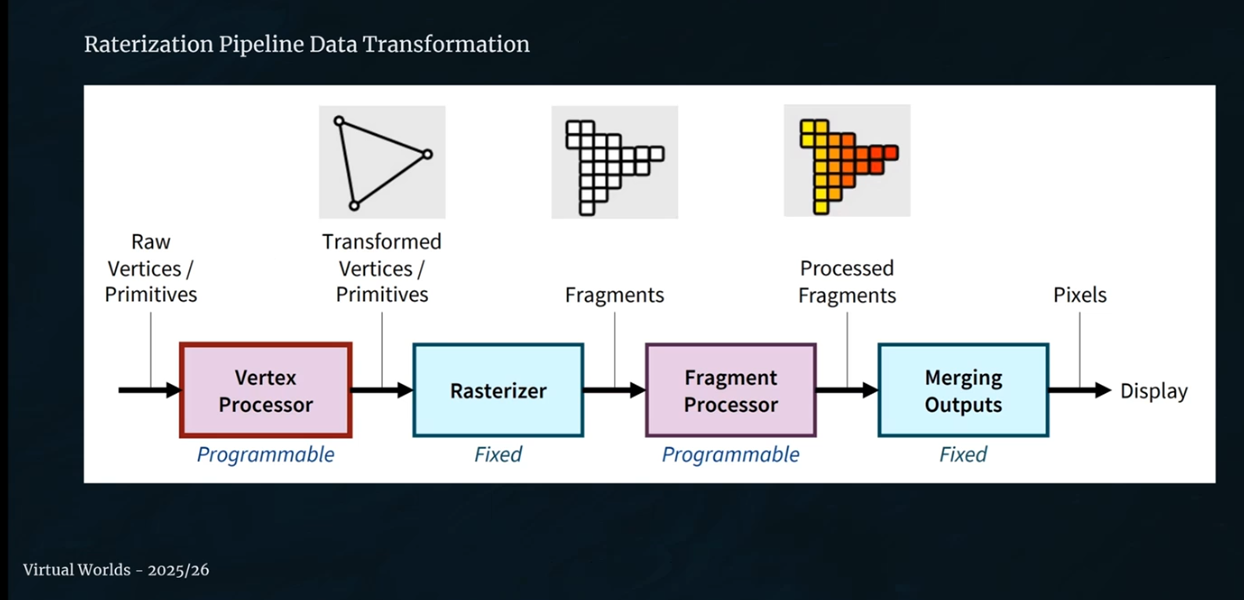 Raterization Pipeline Data Transformation
Raw
Vertices /
Primitives
Transformed
Vertices /
Primitives
Fragments
Processed
Fragments
Pixels
Vertex
Processor
Rasterizer
Fragment
Processor
Merging
Outputs
Display
Programmable
Fixed
Programmable
Fixed
Virtual Worlds - 2025/26